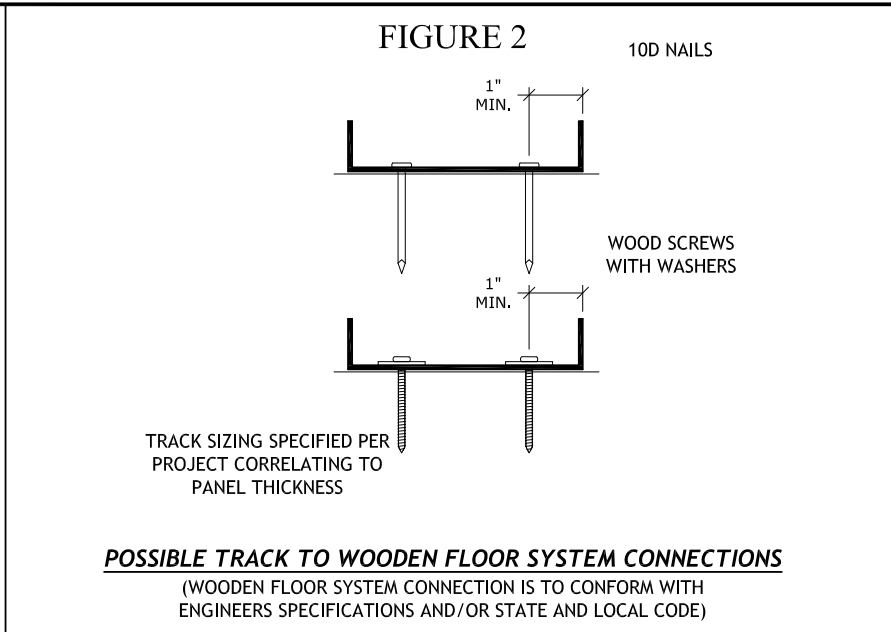 FIGURE 2
10D NAILS
1"
MIN.
WOOD SCREWS
WITH WASHERS
1"
MIN.
TRACK SIZING SPECIFIED PER
PROJECT CORRELATING TO
PANEL THICKNESS
POSSIBLE TRACK TO WOODEN FLOOR SYSTEM CONNECTIONS
(WOODEN FLOOR SYSTEM CONNECTION IS TO CONFORM WITH
ENGINEERS SPECIFICATIONS AND/OR STATE AND LOCAL CODE)